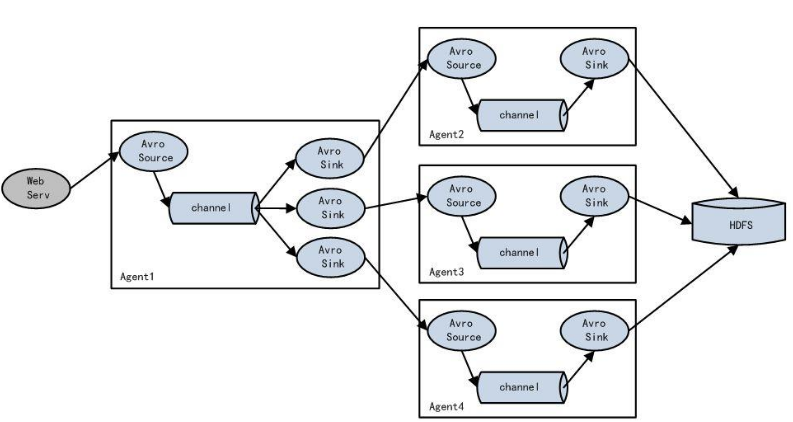 Web
Serv
Avro
Source
channel
Avro
Sink
Avro
Sink
Avro
Sink
Agent1
Avro
Source
channel
Avro
Sink
Agent2
Avro
Source
channel
Avro
Sink
Agent3
Avro
Source
channel
Avro
Sink
Agent4
HDFS